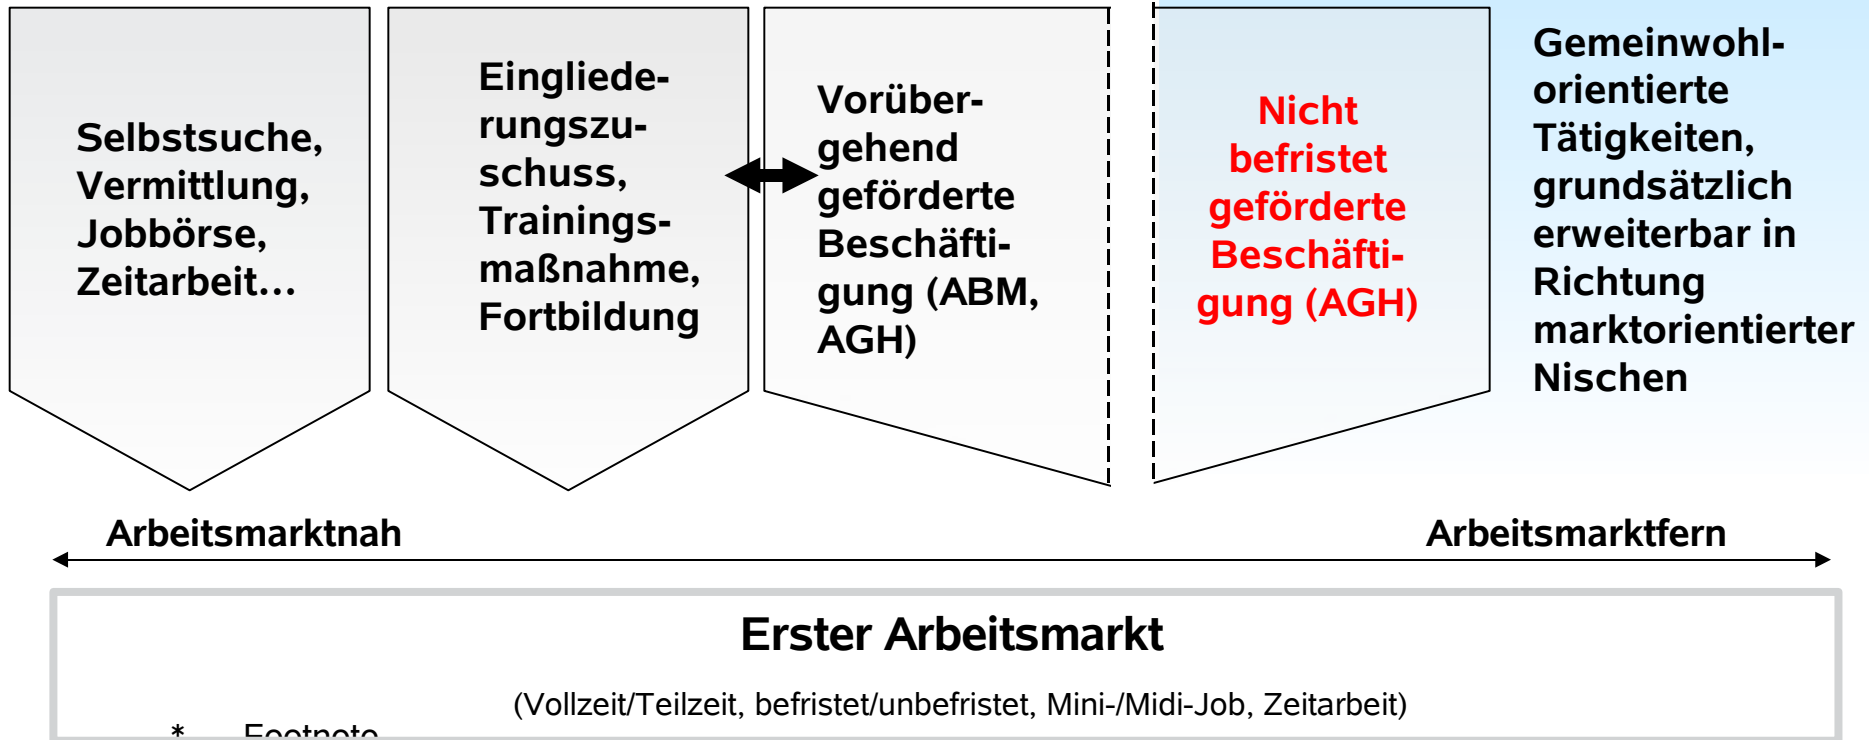 Selbstsuche,
Vermittlung,
Jobbörse,
Zeitarbeit...
Eingliede-
rungszu-
schuss,
Trainings-
maßnahme,
Fortbildung
Vorüber-
gehend
geförderte
Beschäfti-
gung (ABM,
AGH)
Nicht
befristet
geförderte
Beschäfti-
gung (AGH)
Gemeinwohl-
orientierte
Tätigkeiten,
grundsätzlich
erweiterbar in
Richtung
marktorientierter
Nischen
Arbeitsmarktnah
Arbeitsmarktfern
Erster Arbeitsmarkt
(Vollzeit/Teilzeit, befristet/unbefristet, Mini-/Midi-Job, Zeitarbeit)
* Footnote